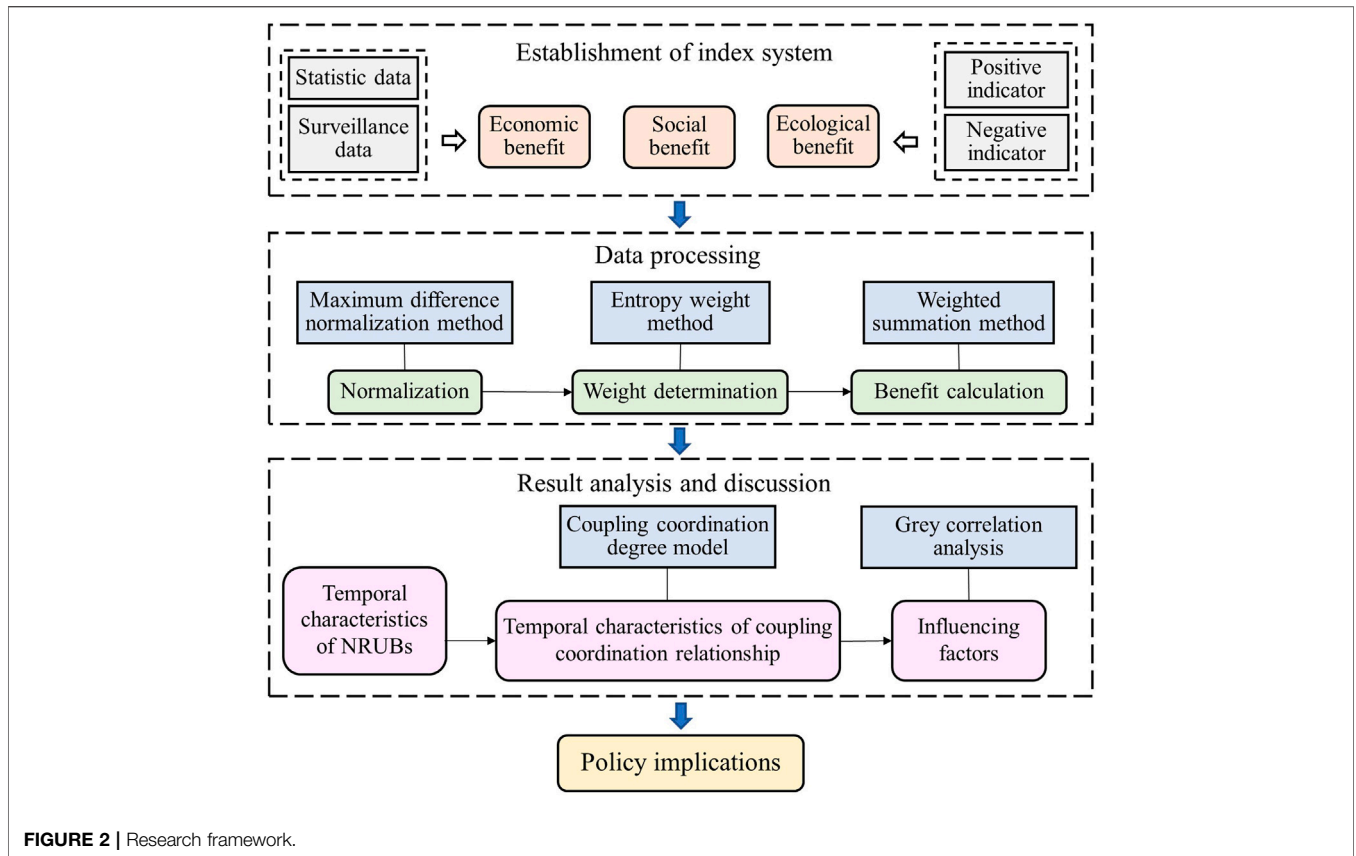 Establishment of index system
Statistic data
Surveillance
data
Economic
benefit
Social
benefit
Ecological
benefit
Positive
indicator
Negative
indicator
Data processing
Maximum difference
normalization method
Entropy weight
method
Weighted
summation method
Normalization
Weight determination
Benefit calculation
Result analysis and discussion
Coupling coordination
degree model
Grey correlation
analysis
Temporal
characteristics
of NRUBs
Temporal characteristics of coupling
coordination relationship
Influencing
factors
Policy implications
FIGURE 2 | Research framework.